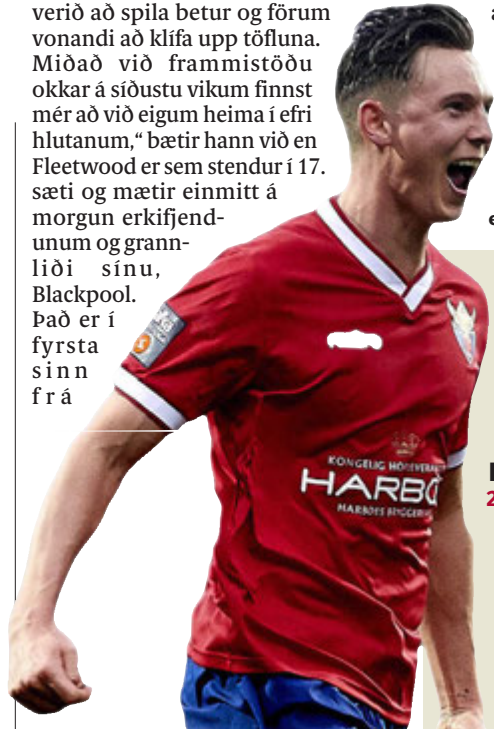 verið að spila betur og förum
vonandi að klífa upp töfluna.
Miðað við frammistöðu
okkar á síðustu vikum finnst
mér að við eigum heima í efri
hlutanum,“ bætir hann við en
Fleetwood er sem stendur í 17.
sæti og mætir einmitt á
morgun erkifjend-
unum og grann-
liði sínu,
Blackpool.
Það er í
fyrsta
sinn
frá
KONGELIG
HARBO
HARBOES